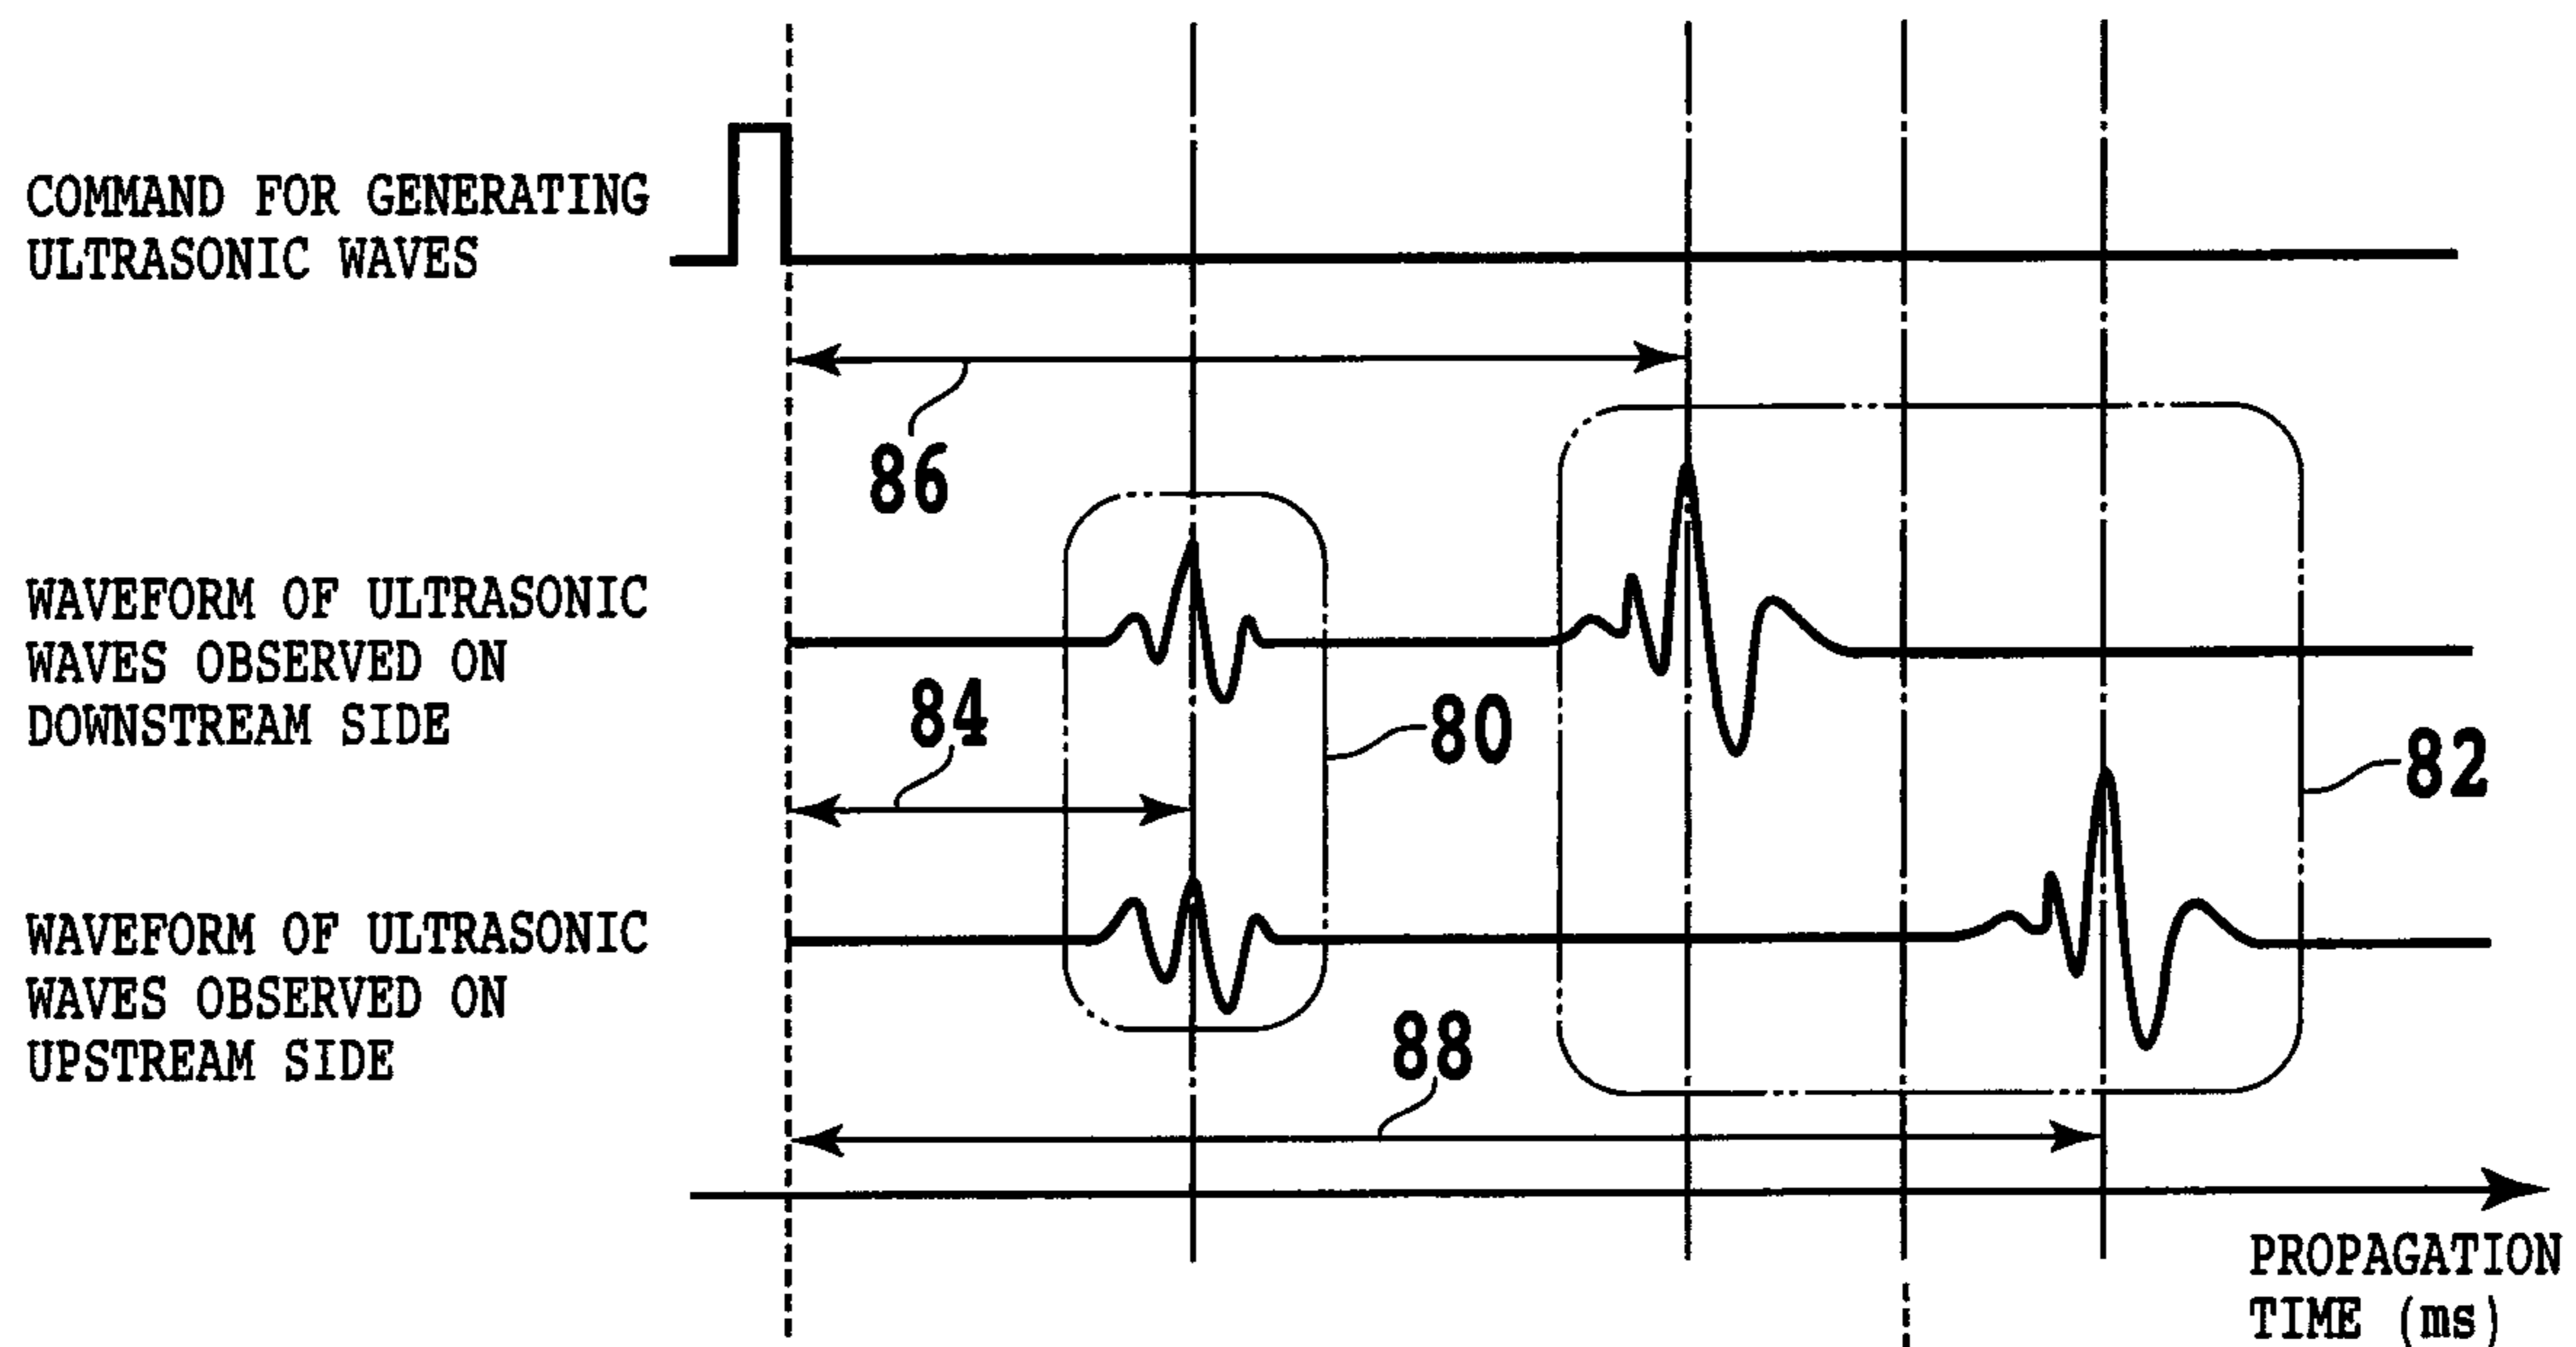 COMMAND FOR GENERATING
ULTRASONIC WAVES
86
WAVEFORM OF ULTRASONIC
WAVES OBSERVED ON
DOWNSTREAM SIDE
84
80
82
WAVEFORM OF ULTRASONIC
WAVES OBSERVED ON
UPSTREAM SIDE
88
PROPAGATION
TIME (ms)